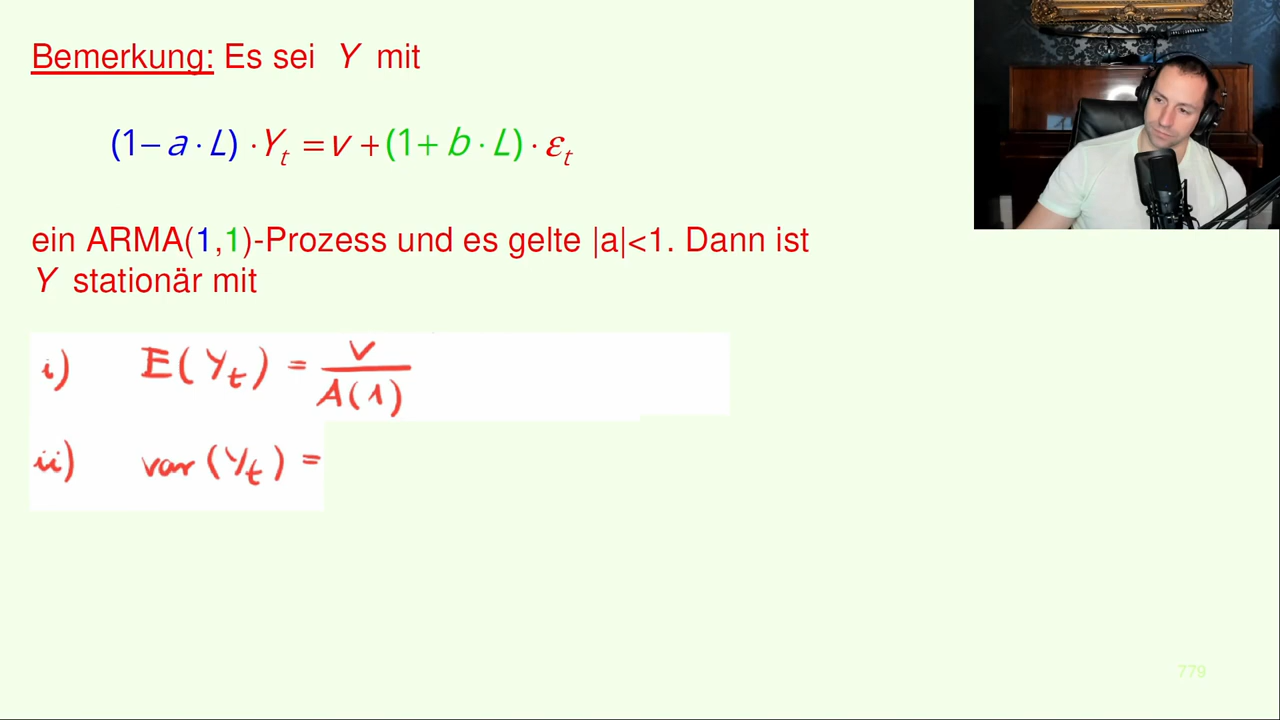 Bemerkung: Es sei Y mit
(1− a · L) · Y_t = v + (1+ b · L) · ε_t
ein ARMA(1,1)-Prozess und es gelte |a|<1. Dann ist
Y stationär mit
i) E(Y_t) = v / A(1)
ii) var(Y_t) =
779